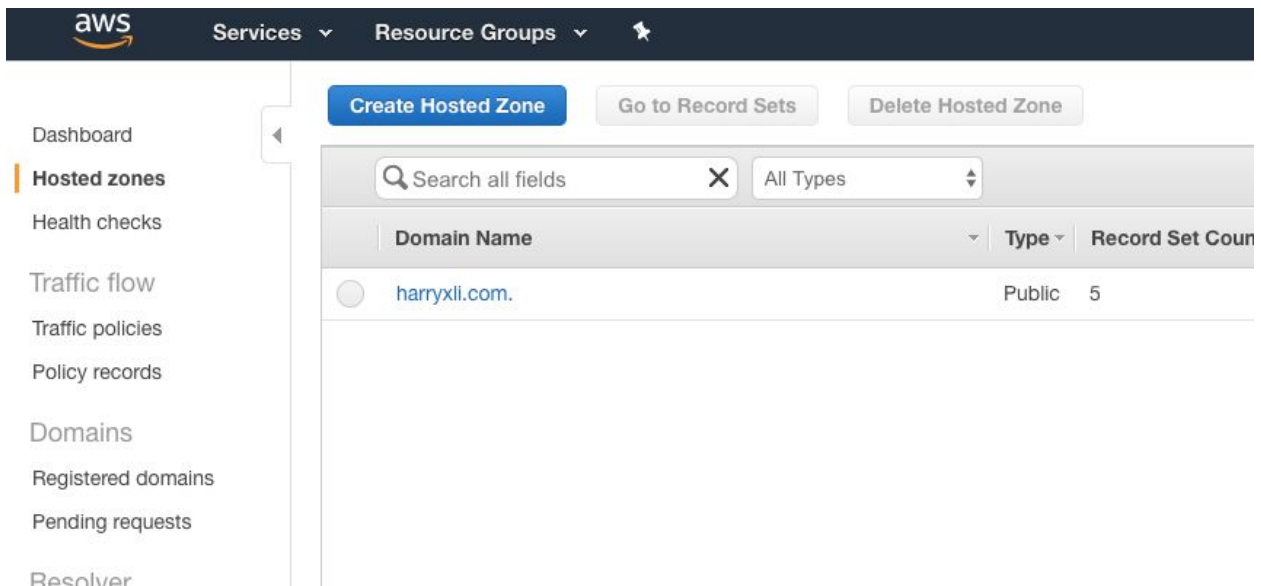 aws Services Resource Groups
Create Hosted Zone Go to Record Sets Delete Hosted Zone
Dashboard
Hosted zones
Health checks
Traffic flow
Traffic policies
Policy records
Domains
Registered domains
Pending requests
Resolver
Search all fields All Types
Domain Name Type Record Set Coun
harryxli.com. Public 5